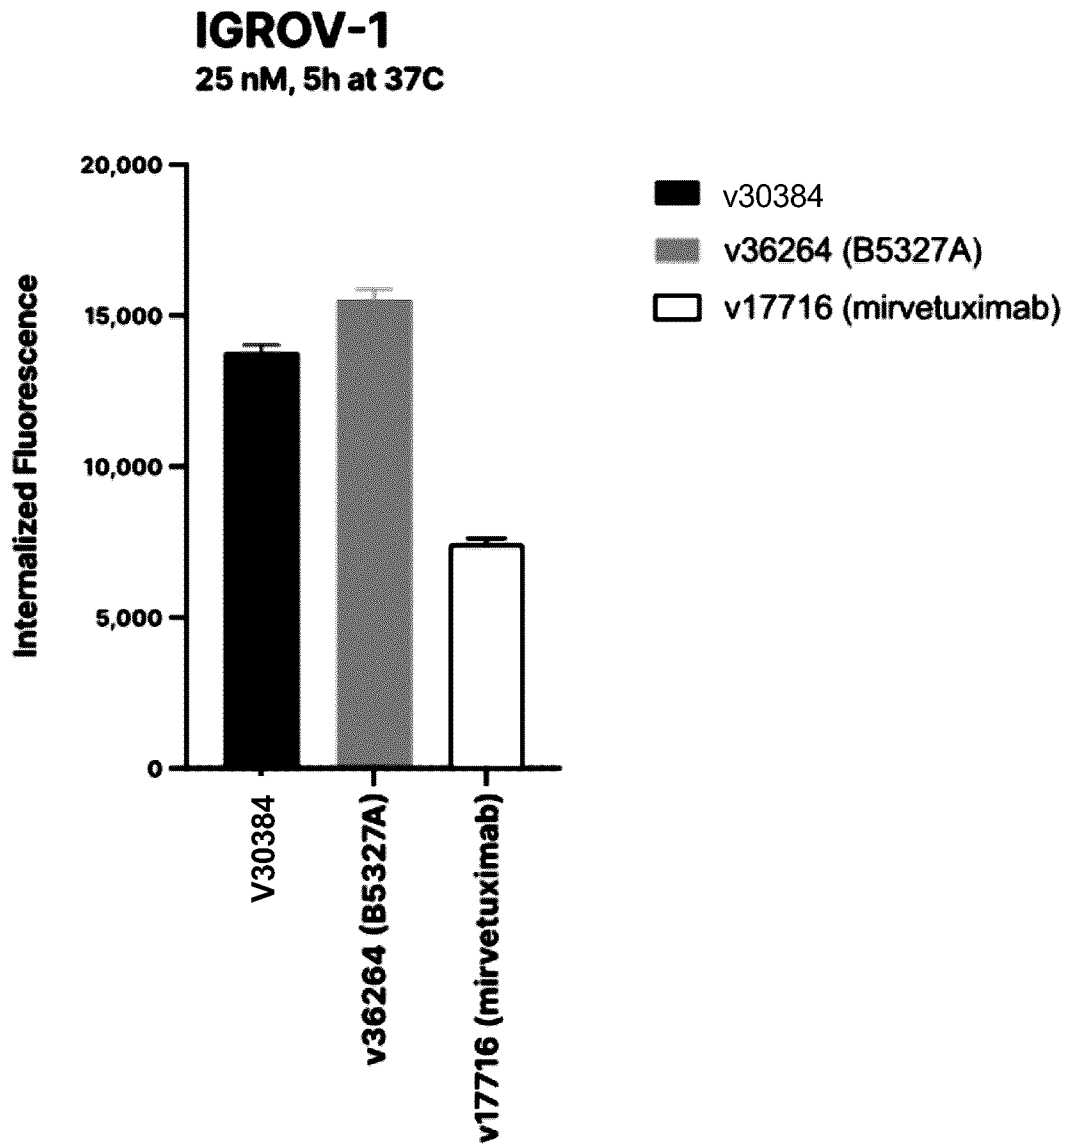 IGROV-1
25 nM, 5h at 37C
20,000
15,000
10,000
5,000
0
Internalized Fluorescence
V30384
v36264 (B5327A)
v17716 (mirvetuximab)
v30384
v36264 (B5327A)
v17716 (mirvetuximab)